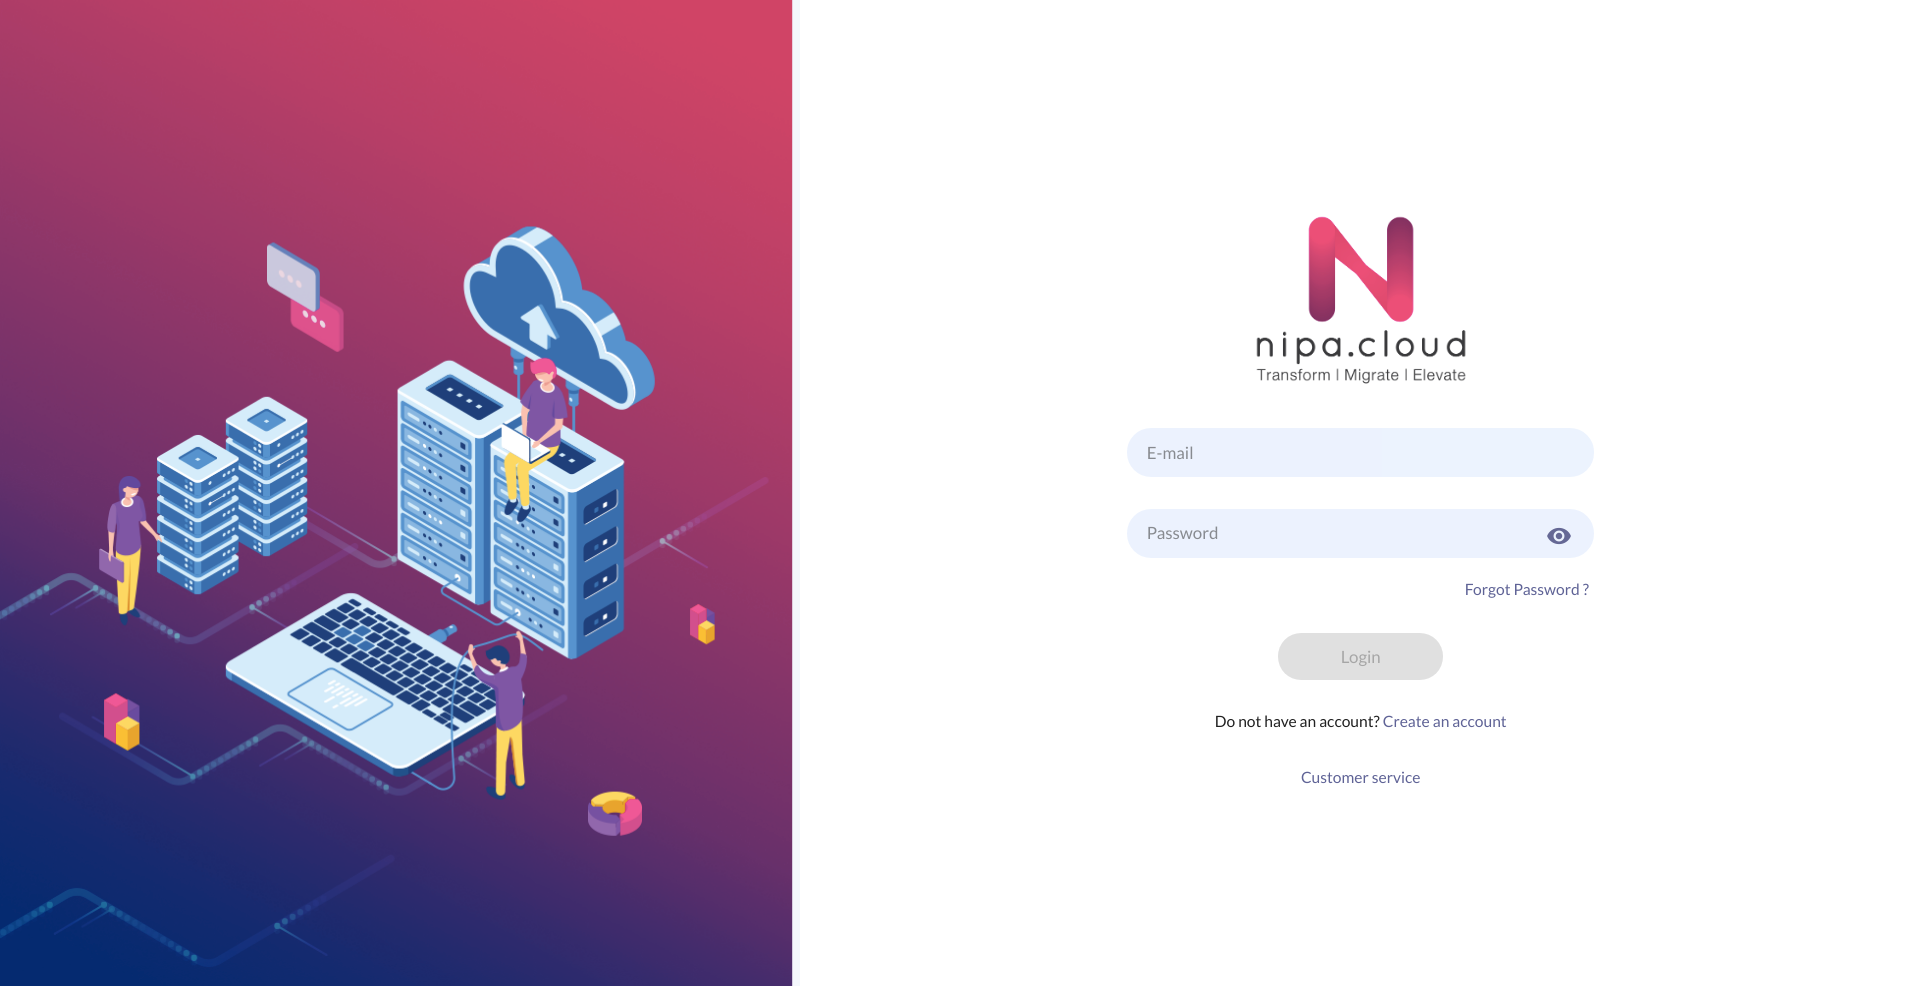 nipa.cloud
Transform | Migrate | Elevate
E-mail
Password
Forgot Password ?
Login
Do not have an account? Create an account
Customer service